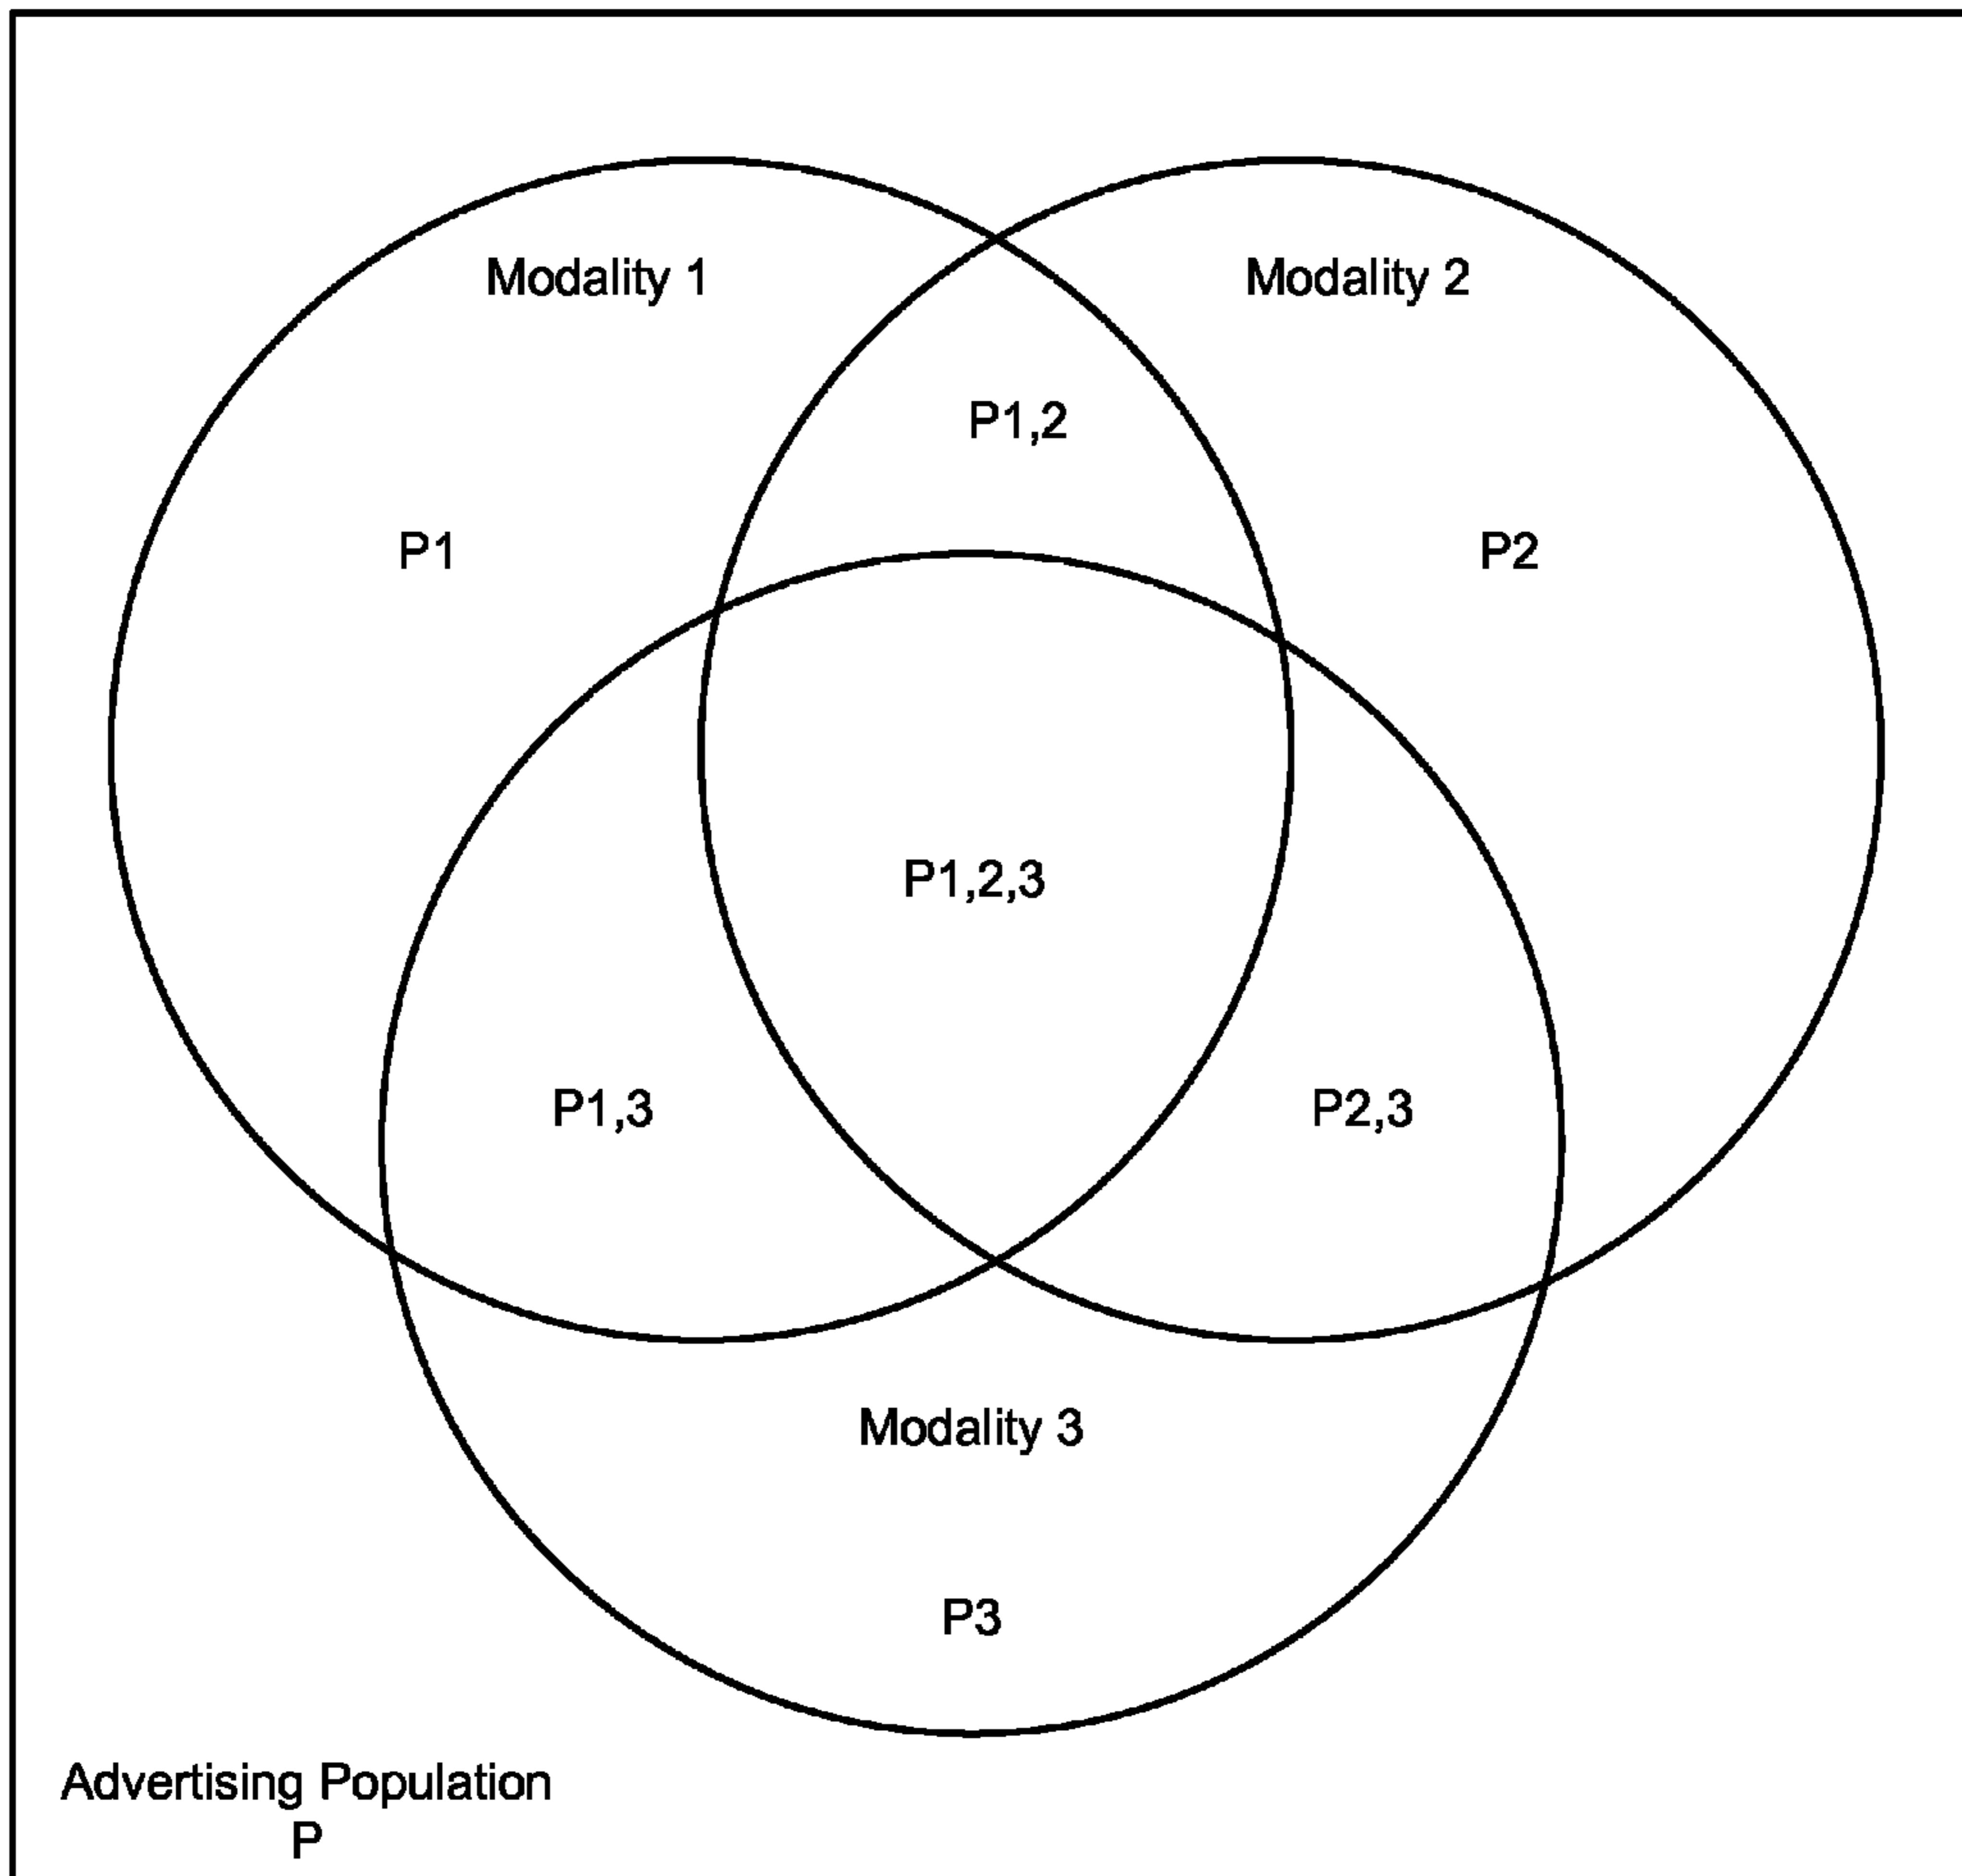 Modality 1
Modality 2
P1,2
P1
P2
P1,2,3
P1,3
P2,3
Modality 3
P3
Advertising Population
P